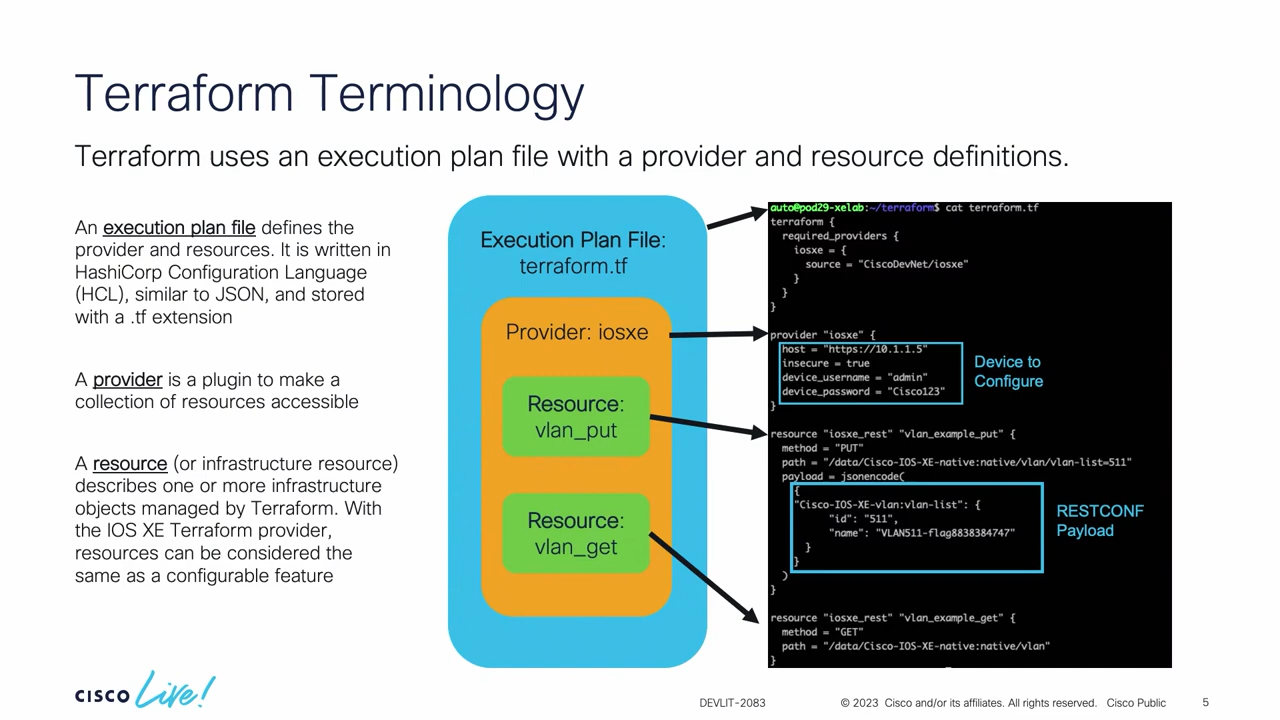 Terraform Terminology
Terraform uses an execution plan file with a provider and resource definitions.
An execution plan file defines the
provider and resources. It is written in
HashiCorp Configuration Language
(HCL), similar to JSON, and stored
with a .tf extension
A provider is a plugin to make a
collection of resources accessible
A resource (or infrastructure resource)
describes one or more infrastructure
objects managed by Terraform. With
the IOS XE Terraform provider,
resources can be considered the
same as a configurable feature
Execution Plan File:
terraform.tf
Provider: iosxe
Resource:
vlan_put
Resource:
vlan_get
auto@pod29-xelab:~/terraform$ cat terraform.tf
terraform {
required_providers {
iosxe = {
source = "CiscoDevNet/iosxe"
}
}
}
provider "iosxe" {
host = "https://10.1.1.5"
insecure = true
device_username = "admin"
device_password = "Cisco123"
}
Device to
Configure
resource "iosxe_rest" "vlan_example_put" {
method = "PUT"
path = "/data/Cisco-IOS-XE-native:native/vlan/vlan-list=511"
payload = jsonencode(
{
"Cisco-IOS-XE-vlan:vlan-list": {
"id": "511",
"name": "VLAN511-flag8838384747"
}
}
)
}
RESTCONF
Payload
resource "iosxe_rest" "vlan_example_get" {
method = "GET"
path = "/data/Cisco-IOS-XE-native:native/vlan"
}
CISCO Live!
DEVLIT-2083
© 2023 Cisco and/or its affiliates. All rights reserved. Cisco Public
5